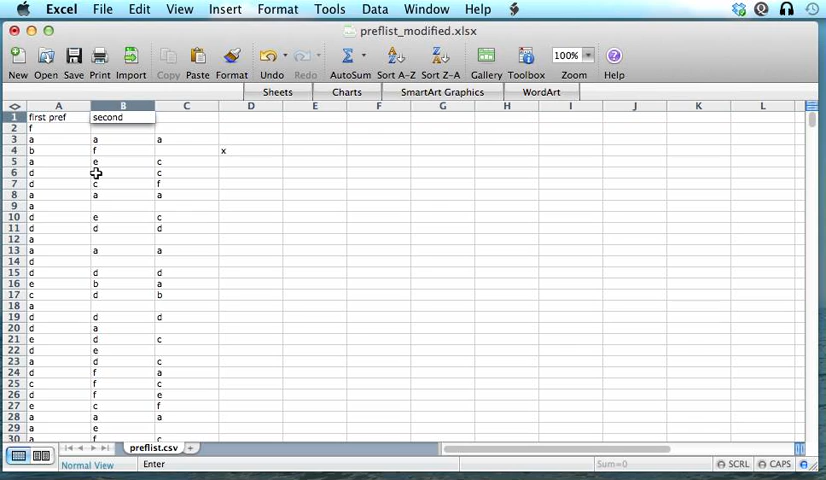 Excel File Edit View Insert Format Tools Data Window Help
preflist_modified.xlsx
New Open Save Print Import Copy Paste Format Undo Redo AutoSum Sort A-Z Sort Z-A Gallery Toolbox Zoom Help
100%
Sheets Charts SmartArt Graphics WordArt
A B C D E F G H I J K L
1 first pref second
2 f
3 a a a
4 b f x
5 a e c
6 d c
7 d c f
8 a a a
9 a
10 d e c
11 d d d
12 a
13 a a a
14 d
15 d d
16 e b a
17 c d b
18 a
19 d d d
20 d a
21 e d c
22 d e
23 a d c
24 d f a
25 c f c
26 d f e
27 e c f
28 a a a
29 a e
30 a f c
preflist.csv
Normal View Enter Sum=0 SCRL CAPS